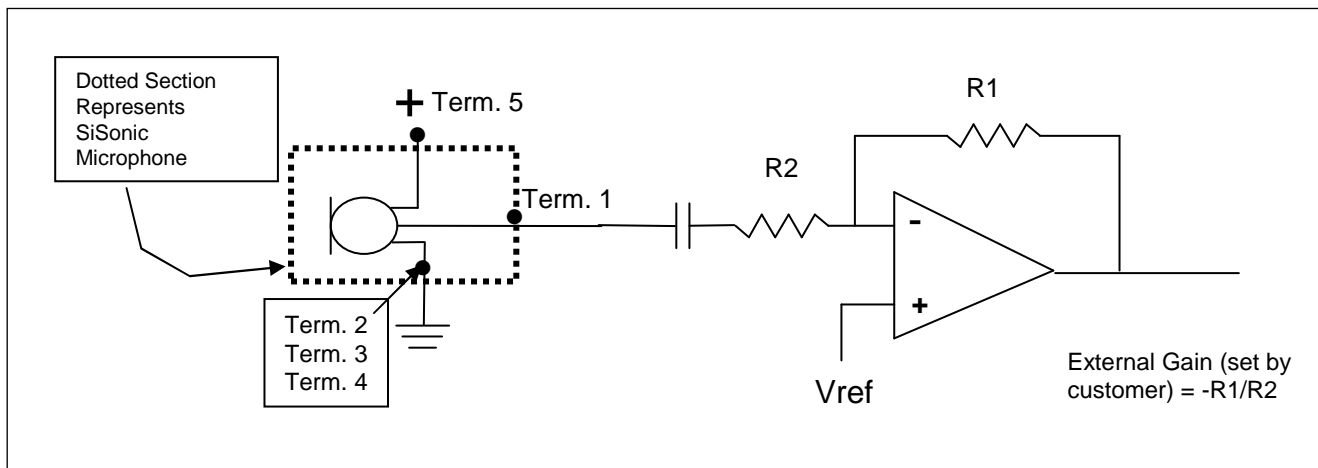 Dotted Section
Represents
SiSonic
Microphone
+ Term. 5
Term. 1
Term. 2
Term. 3
Term. 4
R2
R1
-
+
Vref
External Gain (set by
customer) = -R1/R2